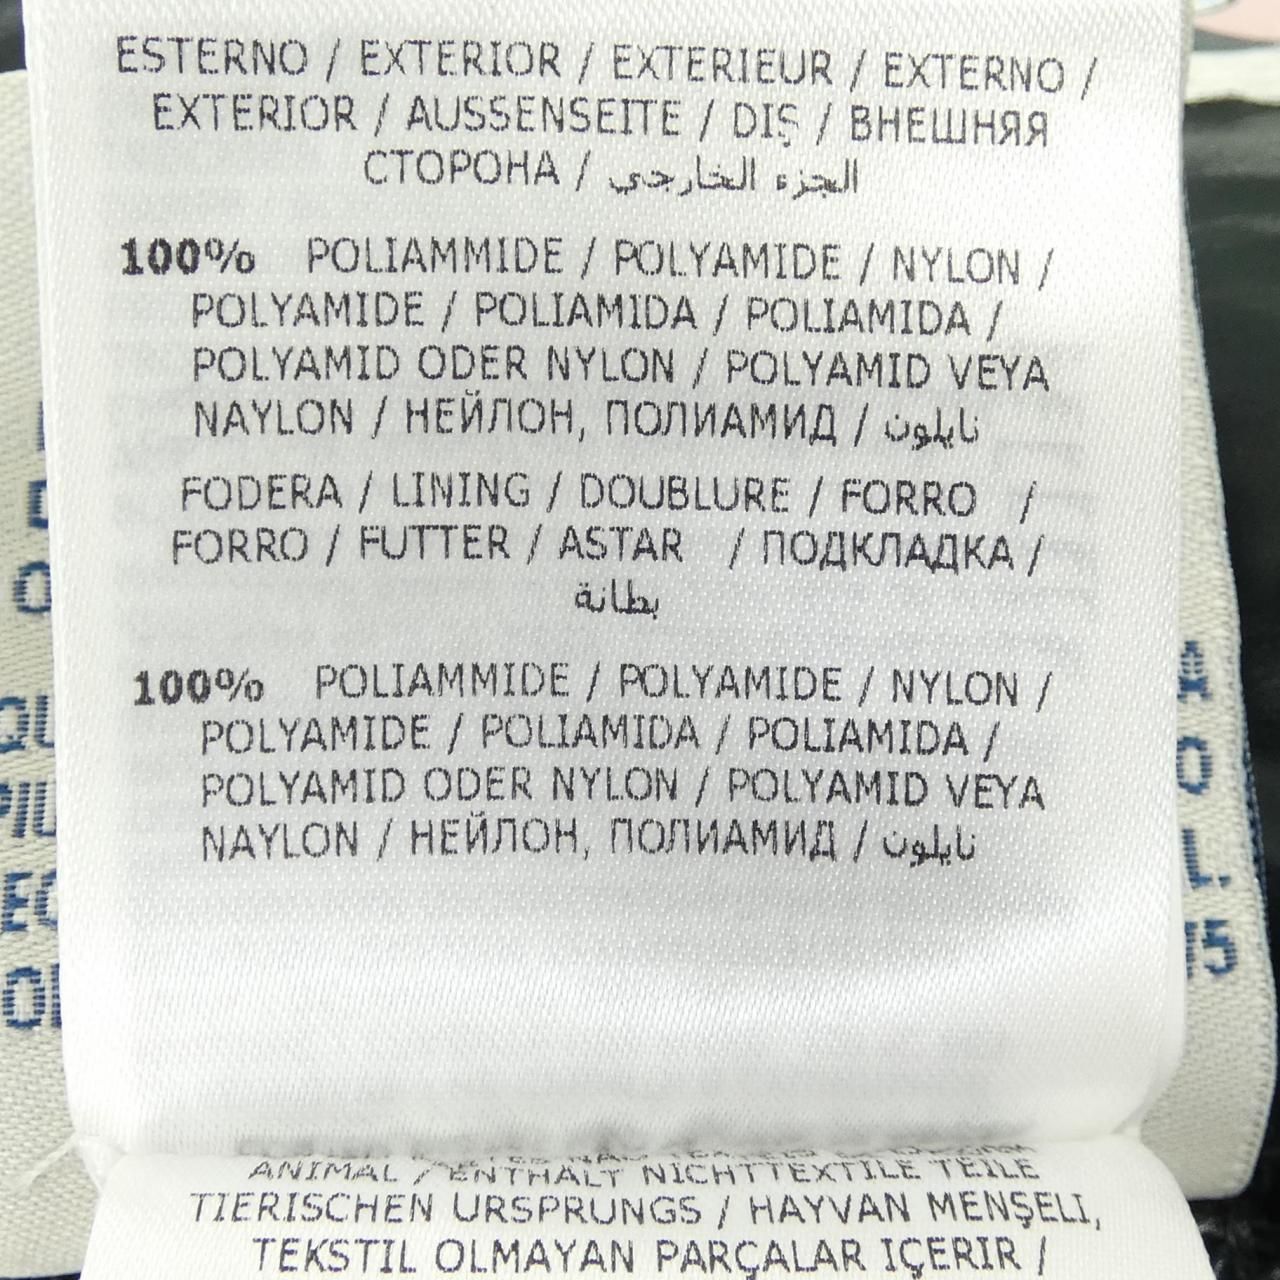 ESTERNO / EXTERIOR / EXTERIEUR / EXTERNO /
EXTERIOR / AUSSENSEITE / DIŞ / ВНЕШНЯЯ
СТОРОНА / الجزء الخارجي
100% POLIAMMIDE / POLYAMIDE / NYLON /
POLYAMIDE / POLIAMIDA / POLIAMIDA /
POLYAMID ODER NYLON / POLYAMID VEYA
NAYLON / НЕЙЛОН, ПОЛИАМИД / نايلون
FODERA / LINING / DOUBLURE / FORRO /
FORRO / FUTTER / ASTAR / ПОДКЛАДКА /
بطانة
100% POLIAMMIDE / POLYAMIDE / NYLON /
POLYAMIDE / POLIAMIDA / POLIAMIDA /
POLYAMID ODER NYLON / POLYAMID VEYA
NAYLON / НЕЙЛОН, ПОЛИАМИД / نايلون
ANIMAL / ENTHÄLT NICHTTEXTILE TEILE
TIERISCHEN URSPRUNGS / HAYVAN MENŞELI,
TEKSTIL OLMAYAN PARÇALAR IÇERIR /